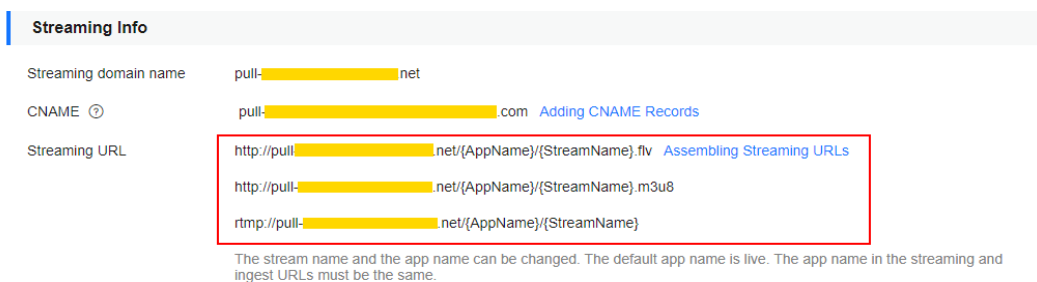 Streaming Info
Streaming domain name pull- net
CNAME ? pull- .com Adding CNAME Records
Streaming URL http://pull .net/{AppName}/{StreamName}.flv Assembling Streaming URLs
http://pull- .net/{AppName}/{StreamName}.m3u8
rtmp://pull- .net/{AppName}/{StreamName}
The stream name and the app name can be changed. The default app name is live. The app name in the streaming and
ingest URLs must be the same.